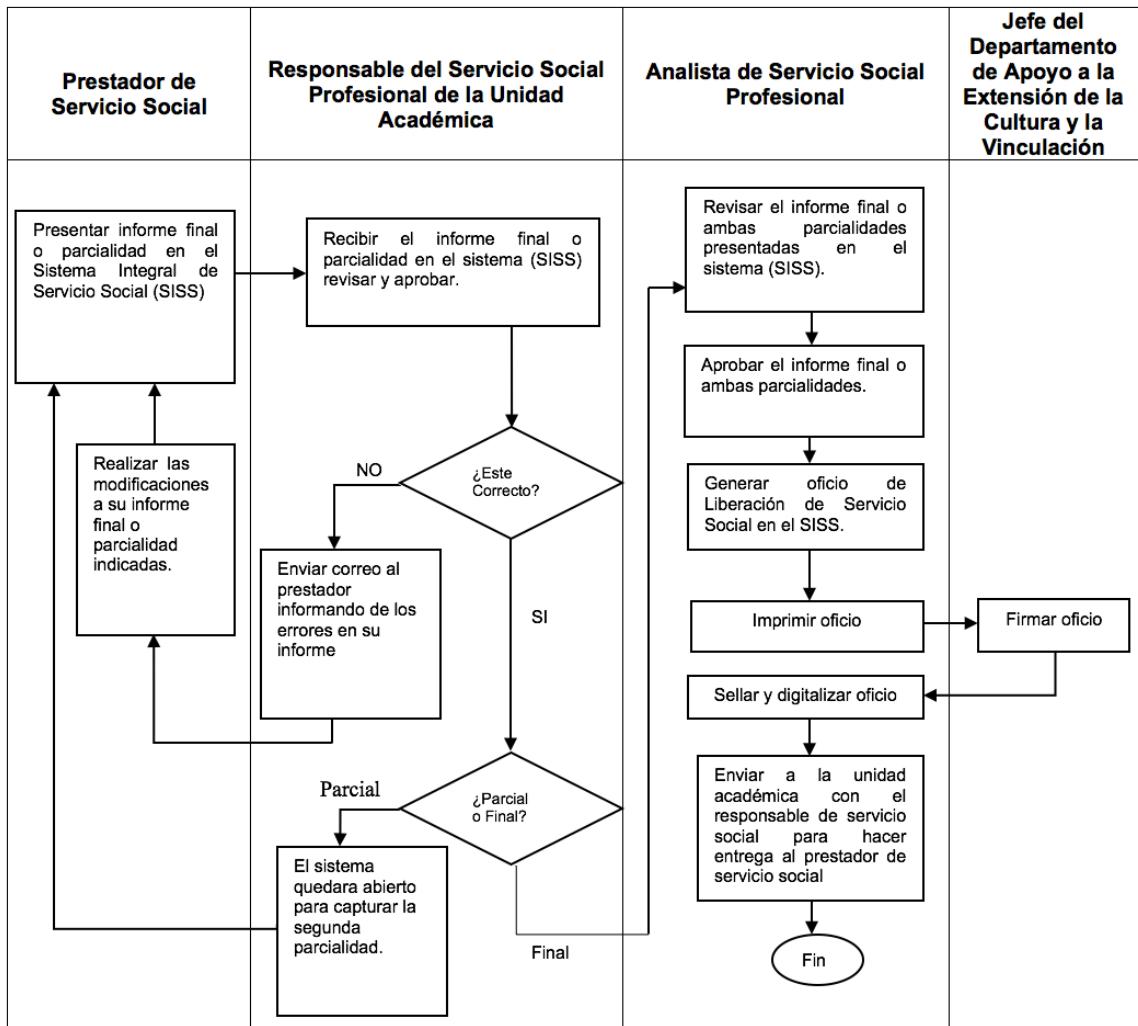 Prestador de
Servicio Social
Responsable del Servicio Social
Profesional de la Unidad
Académica
Analista de Servicio Social
Profesional
Jefe del
Departamento
de Apoyo a la
Extensión de la
Cultura y la
Vinculación
Presentar informe final
o parcialidad en el
Sistema Integral de
Servicio Social (SISS)
Recibir el informe final o
parcialidad en el sistema (SISS)
revisar y aprobar.
Revisar el informe final o
ambas parcialidades
presentadas en el
sistema (SISS).
Aprobar el informe final o
ambas parcialidades.
Realizar las
modificaciones
a su informe
final o
parcialidad
indicadas.
NO
¿Este
Correcto?
Generar oficio de
Liberación de Servicio
Social en el SISS.
Enviar correo al
prestador
informando de los
errores en su
informe
SI
Imprimir oficio
Firmar oficio
Sellar y digitalizar oficio
Parcial
¿Parcial
o Final?
Enviar a la unidad
académica con el
responsable de servicio
social para hacer
entrega al prestador de
servicio social
El sistema
quedara abierto
para capturar la
segunda
parcialidad.
Final
Fin